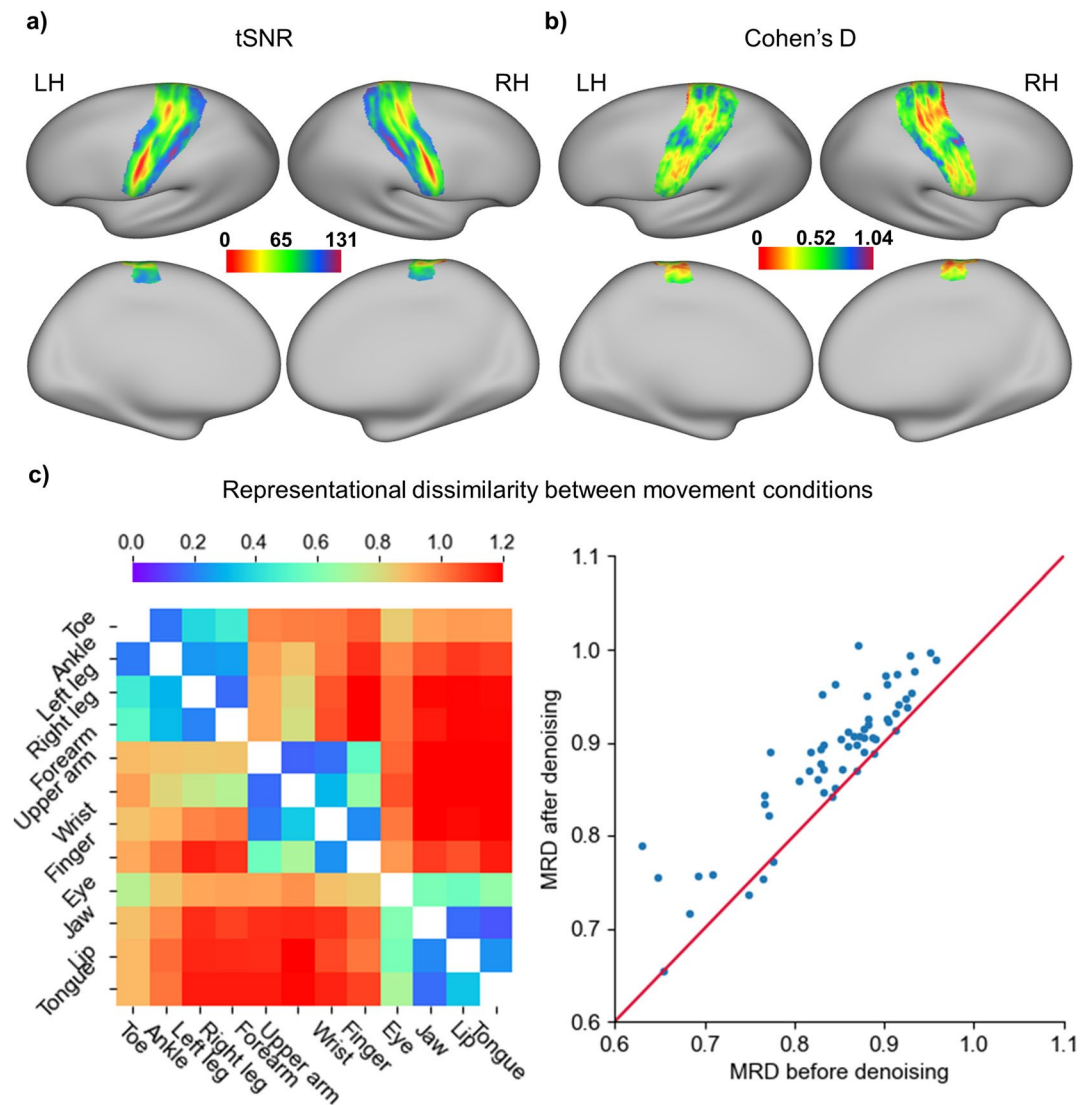 a)
tSNR
LH
RH
0 65 131
b)
Cohen's D
LH
RH
0 0.52 1.04
c)
Representational dissimilarity between movement conditions
0.0 0.2 0.4 0.6 0.8 1.0 1.2
Toe
Ankle
Left leg
Right leg
Forearm
Upper arm
Wrist
Finger
Eye
Jaw
Lip
Tongue
Toe
Ankle
Left leg
Right leg
Forearm
Upper arm
Wrist
Finger
Eye
Jaw
Lip
Tongue
1.1
1.0
0.9
0.8
0.7
0.6
MRD after denoising
0.6 0.7 0.8 0.9 1.0 1.1
MRD before denoising